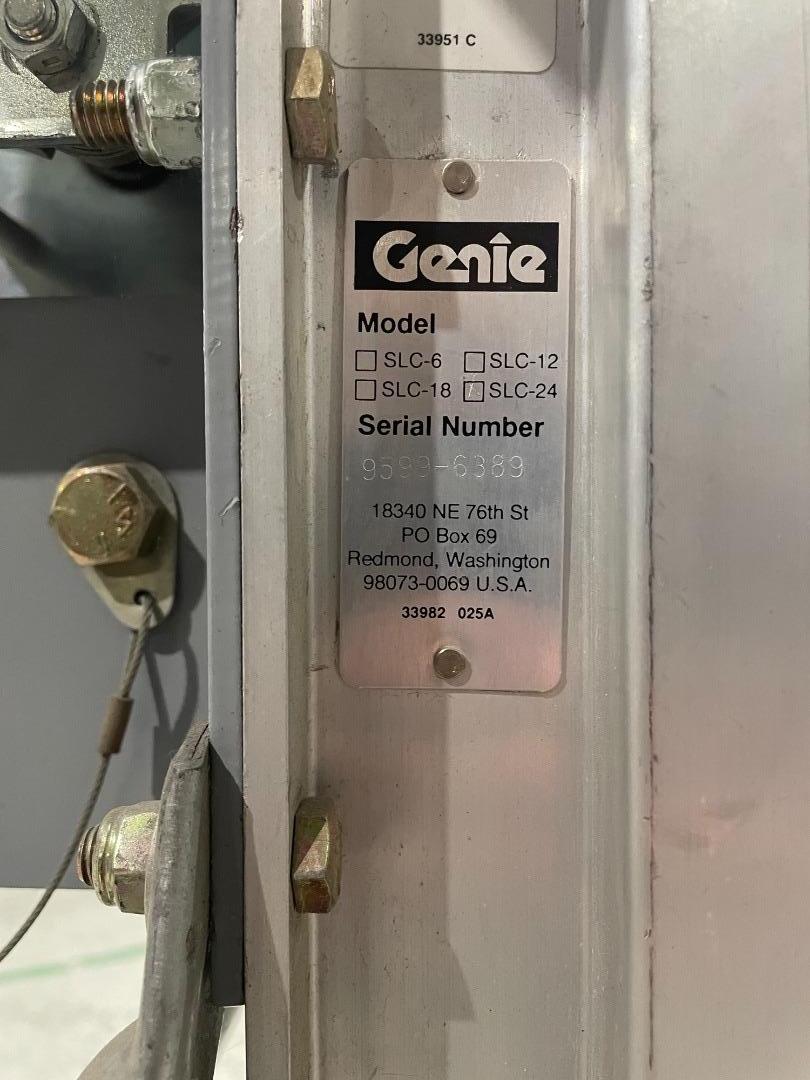 33951 C
Genie
Model
SLC-6 SLC-12
SLC-18 SLC-24
Serial Number
9599-6389
18340 NE 76th St
PO Box 69
Redmond, Washington
98073-0069 U.S.A.
33982 025A